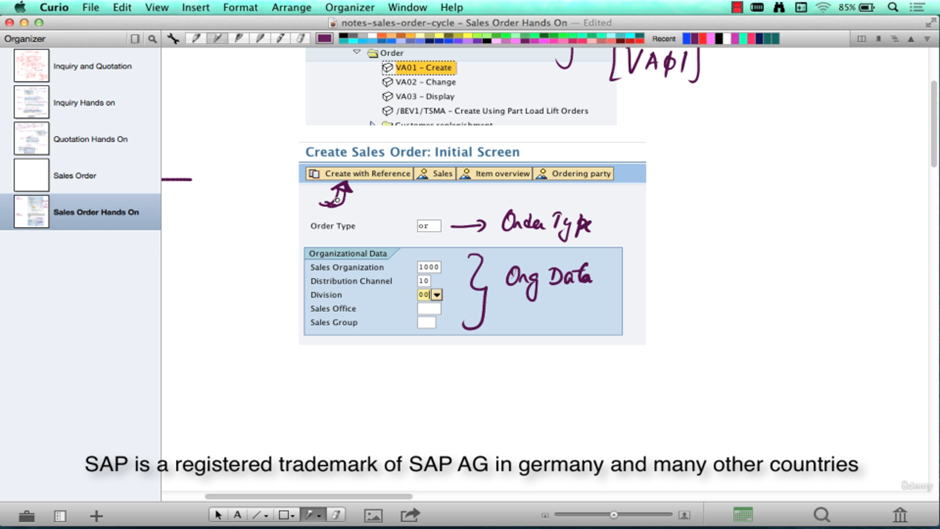 Curio File Edit View Insert Format Arrange Organizer Window Help 85%
notes-sales-order-cycle – Sales Order Hands On — Edited
Organizer Recent
Inquiry and Quotation
Inquiry Hands on
Quotation Hands On
Sales Order
Sales Order Hands On
Order
VA01 – Create
VA02 – Change
VA03 – Display
/BEV1/TSMA – Create Using Part Load Lift Orders
Customer replenishment
[VA01]
Create Sales Order: Initial Screen
Create with Reference Sales Item overview Ordering party
Order Type or Order Type
Organizational Data
Sales Organization 1000
Distribution Channel 10 Org Data
Division 00
Sales Office
Sales Group
SAP is a registered trademark of SAP AG in germany and many other countries
Udemy
A